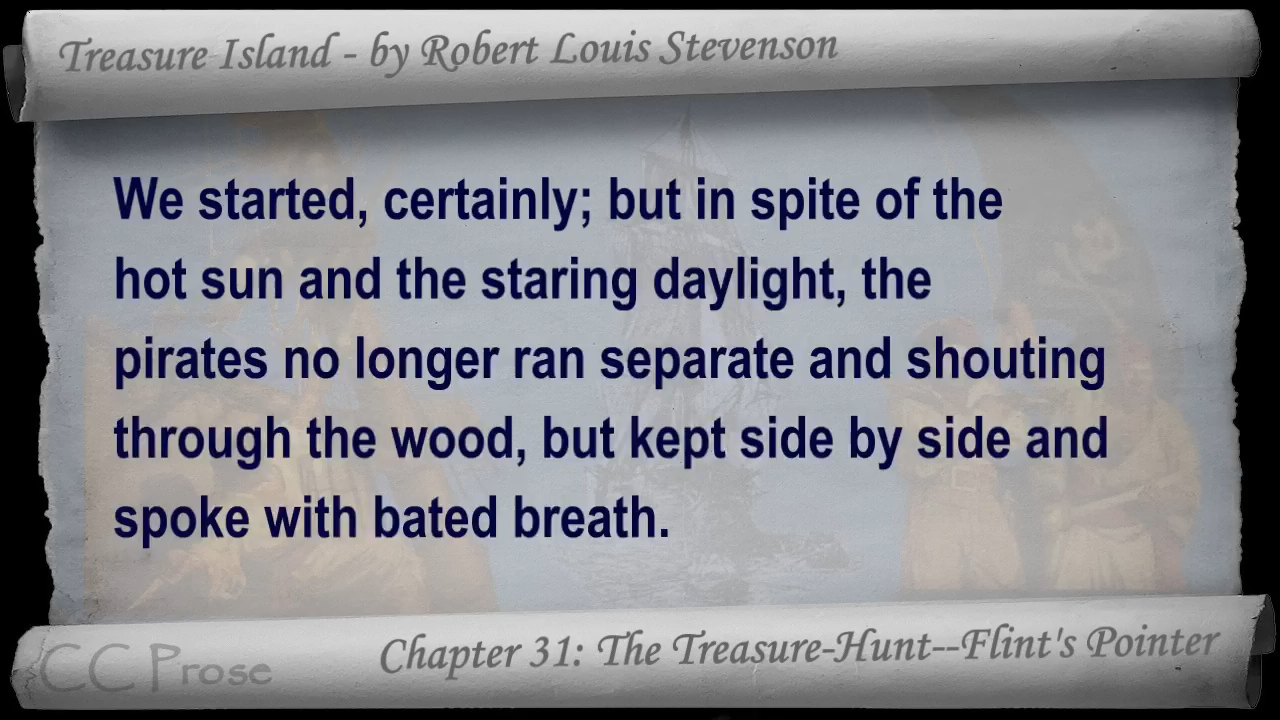 Treasure Island - by Robert Louis Stevenson
We started, certainly; but in spite of the
hot sun and the staring daylight, the
pirates no longer ran separate and shouting
through the wood, but kept side by side and
spoke with bated breath.
Chapter 31: The Treasure-Hunt--Flint's Pointer
CC Prose